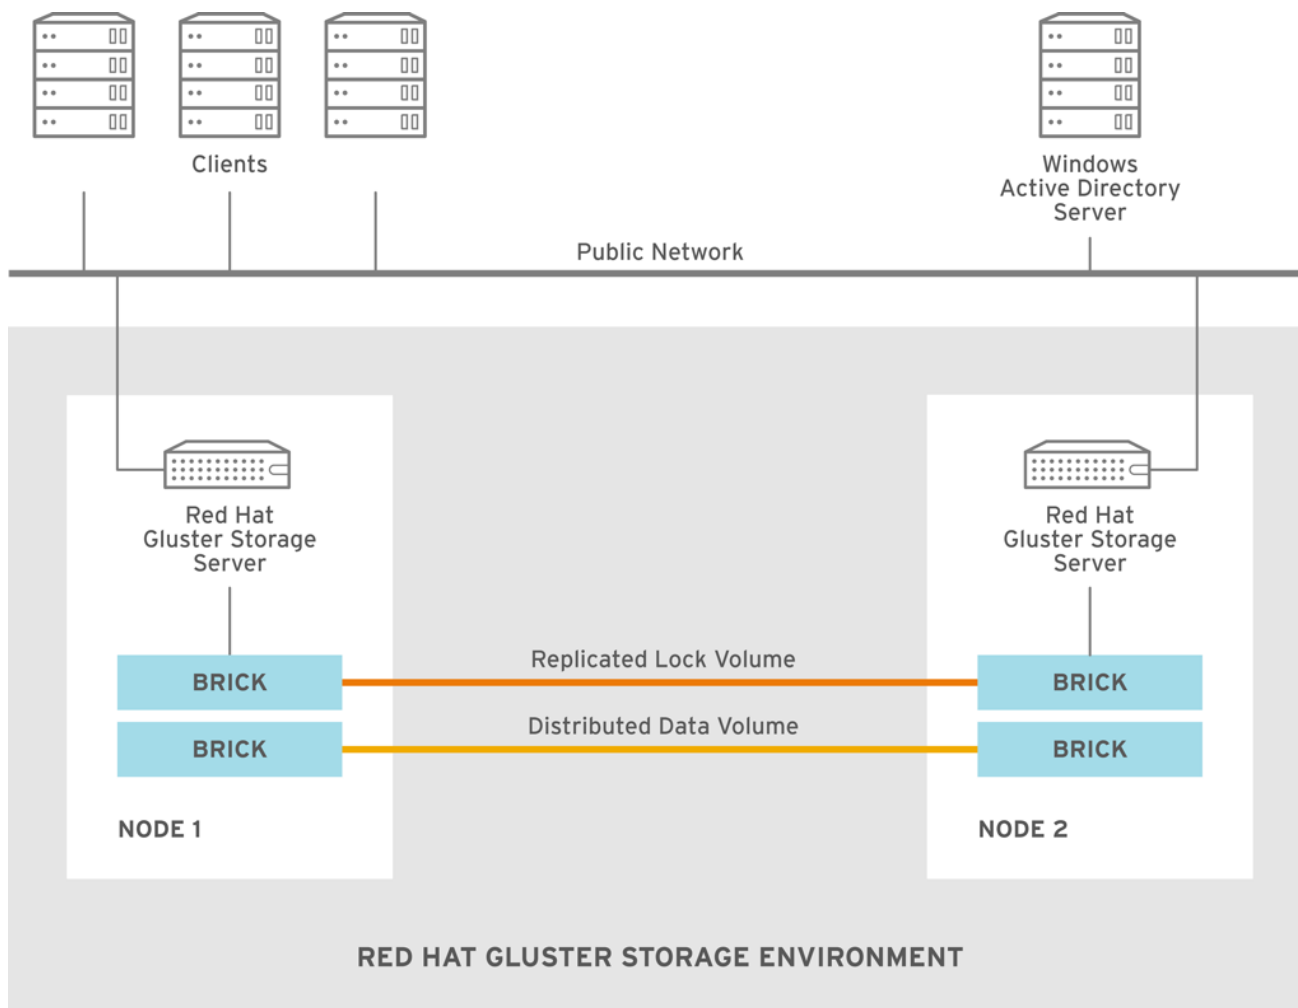 Clients
Windows
Active Directory
Server
Public Network
Red Hat
Gluster Storage
Server
Red Hat
Gluster Storage
Server
Replicated Lock Volume
BRICK
BRICK
Distributed Data Volume
BRICK
BRICK
NODE 1
NODE 2
RED HAT GLUSTER STORAGE ENVIRONMENT